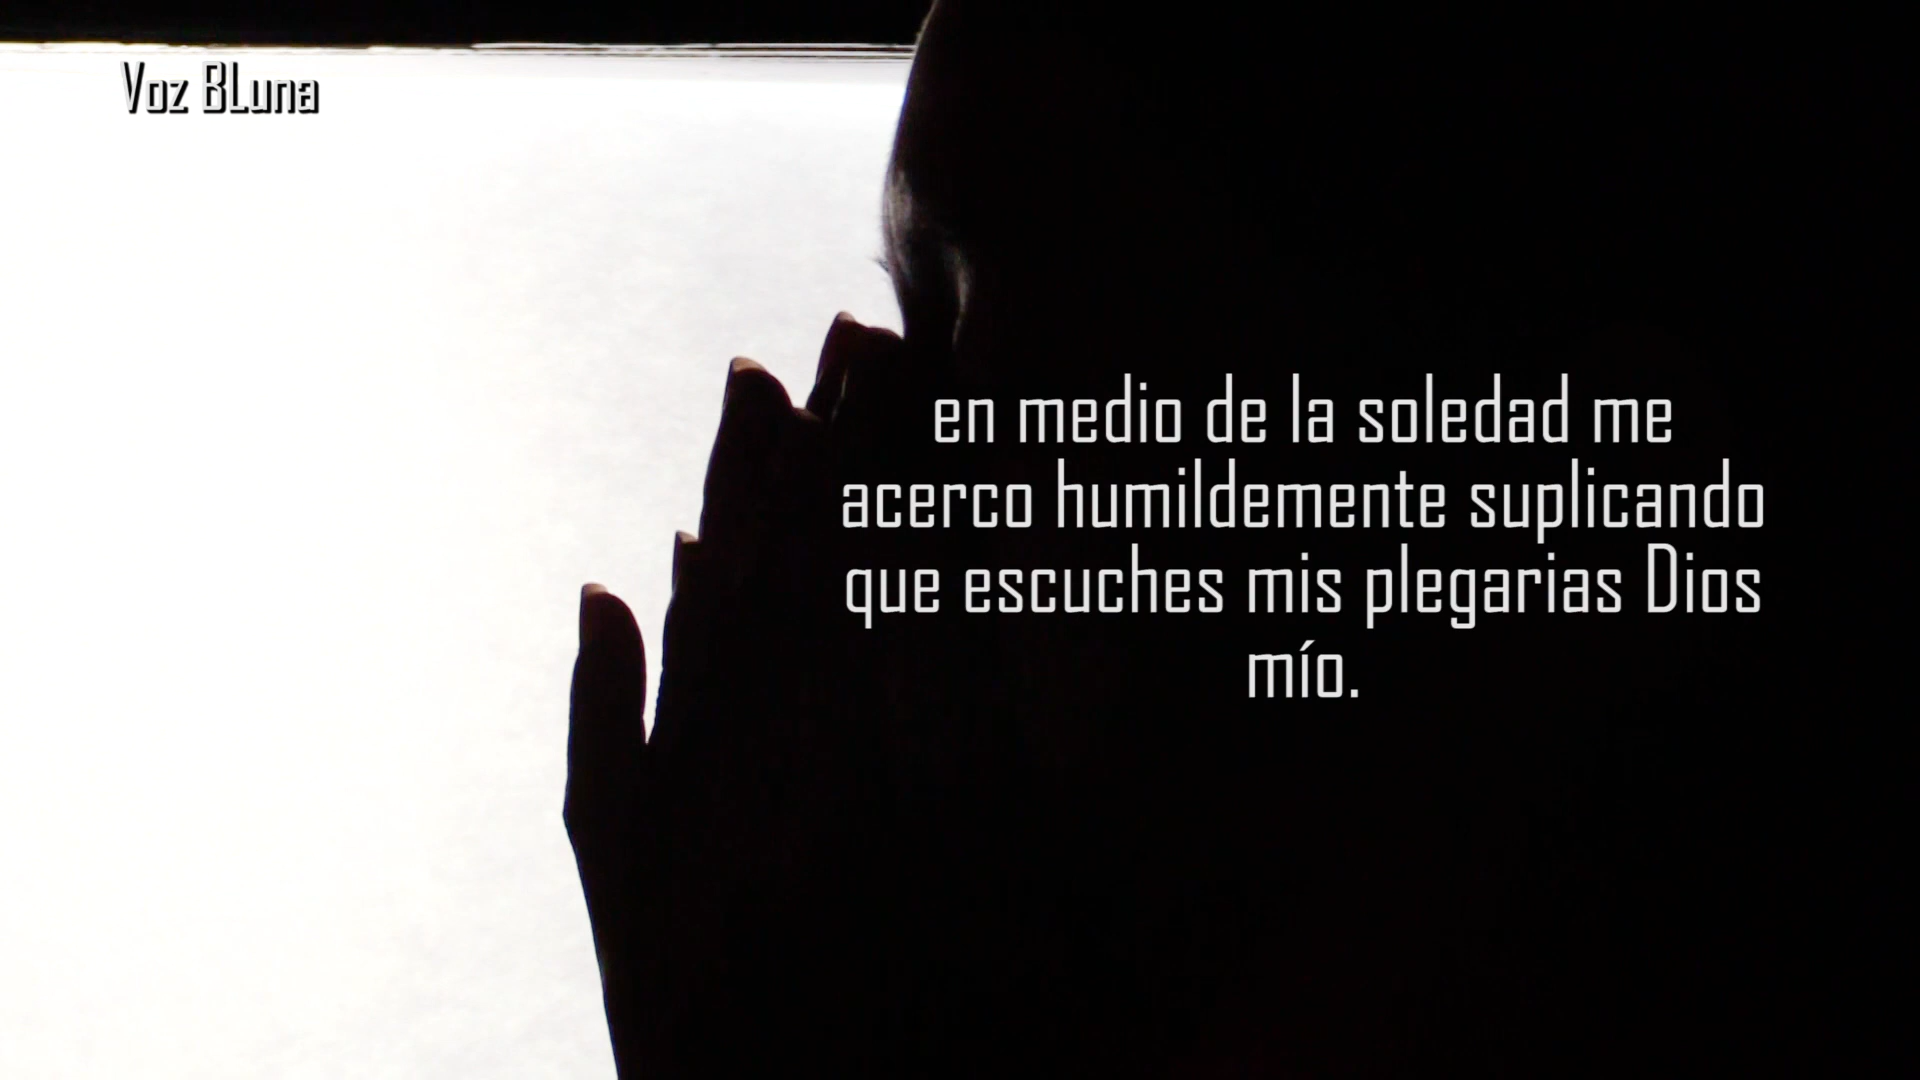 Voz BLuna
en medio de la soledad me
acerco humildemente suplicando
que escuches mis plegarias Dios
mío.